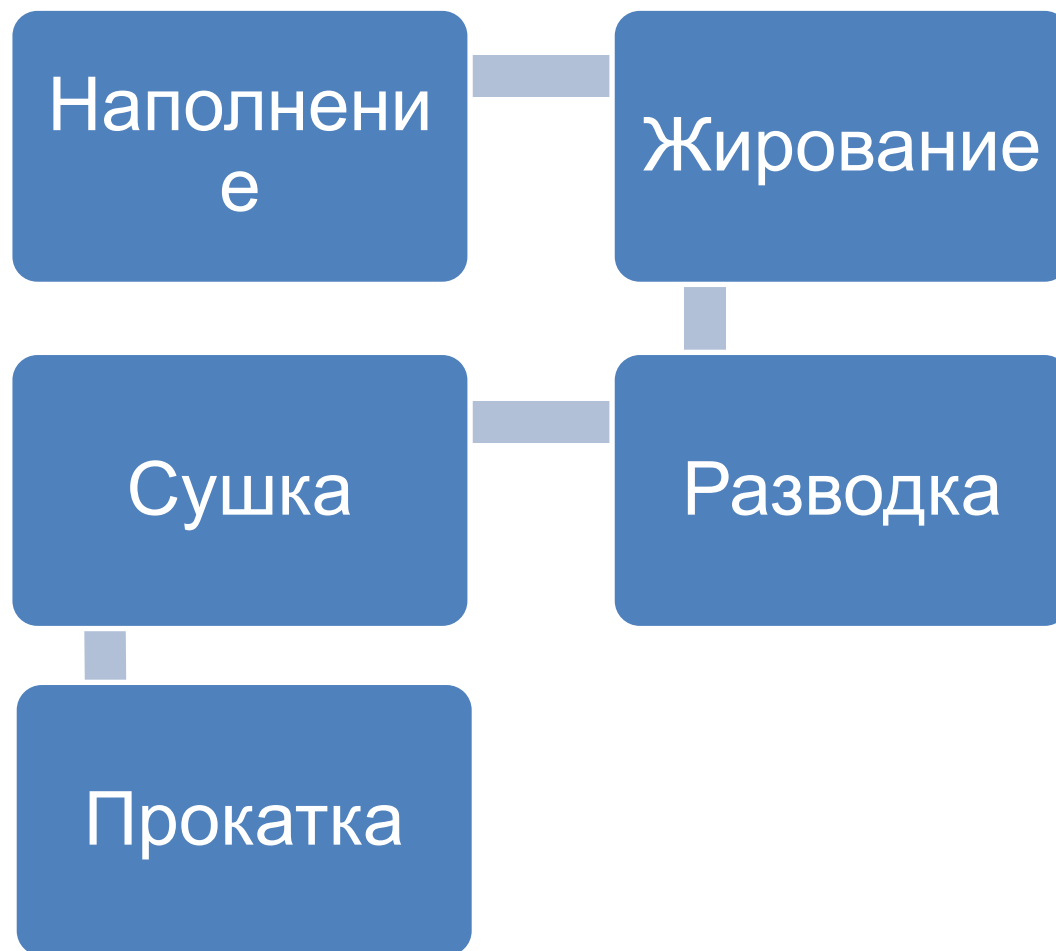 Наполнени
е
Жирование
Разводка
Сушка
Прокатка